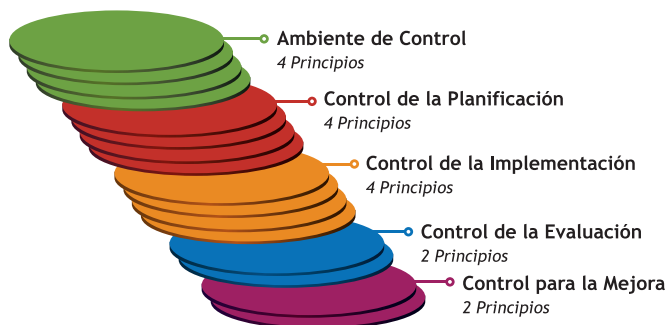 Ambiente de Control
4 Principios
Control de la Planificación
4 Principios
Control de la Implementación
4 Principios
Control de la Evaluación
2 Principios
Control para la Mejora
2 Principios